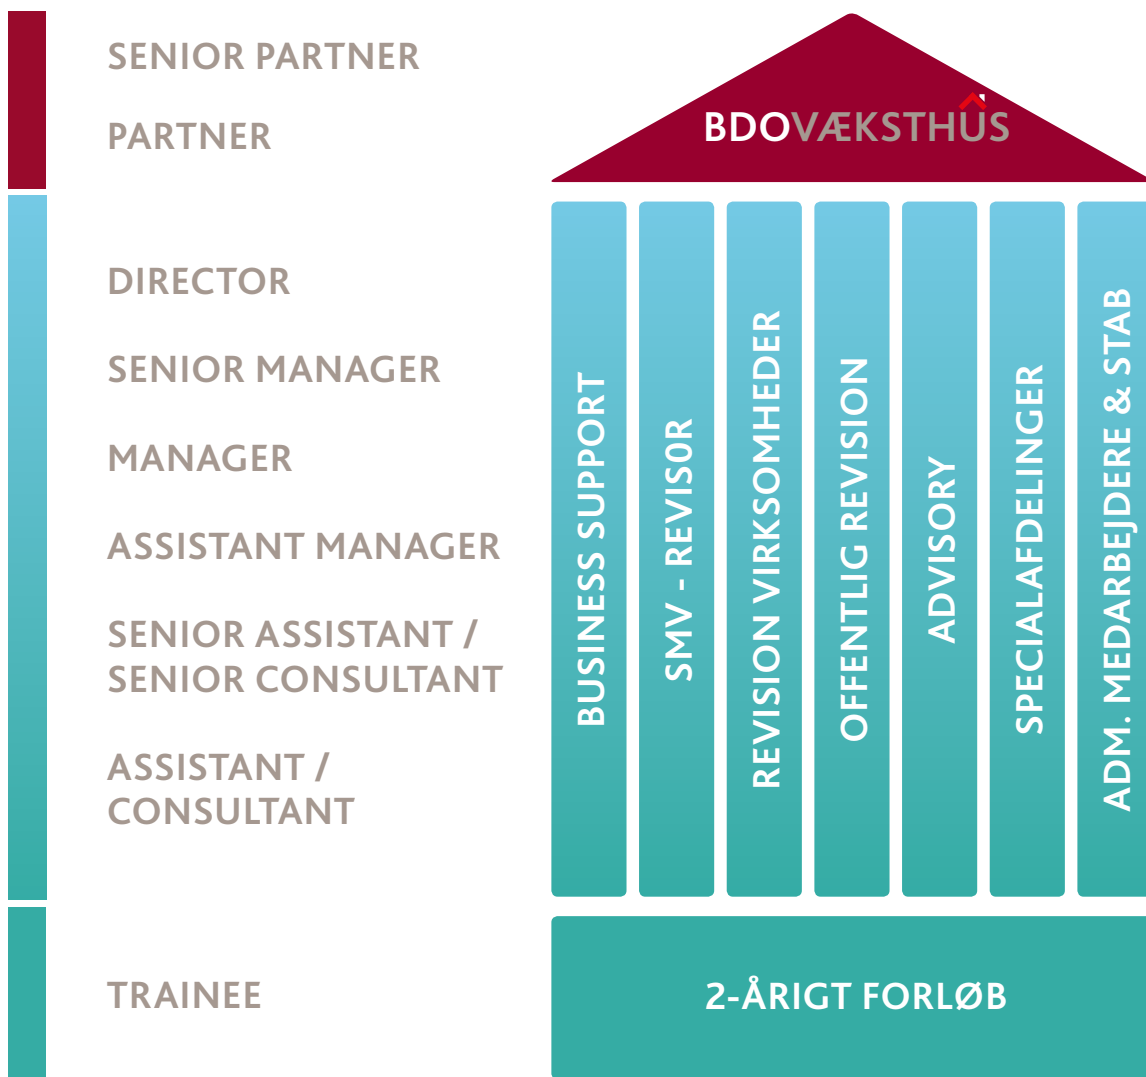 SENIOR PARTNER
PARTNER
DIRECTOR
SENIOR MANAGER
MANAGER
ASSISTANT MANAGER
SENIOR ASSISTANT /
SENIOR CONSULTANT
ASSISTANT /
CONSULTANT
TRAINEE
BDOVÆKSTHUS
BUSINESS SUPPORT
SMV - REVISOR
REVISION VIRKSOMHEDER
OFFENTLIG REVISION
ADVISORY
SPECIALAFDELINGER
ADM. MEDARBEJDERE & STAB
2-ÅRIGT FORLØB